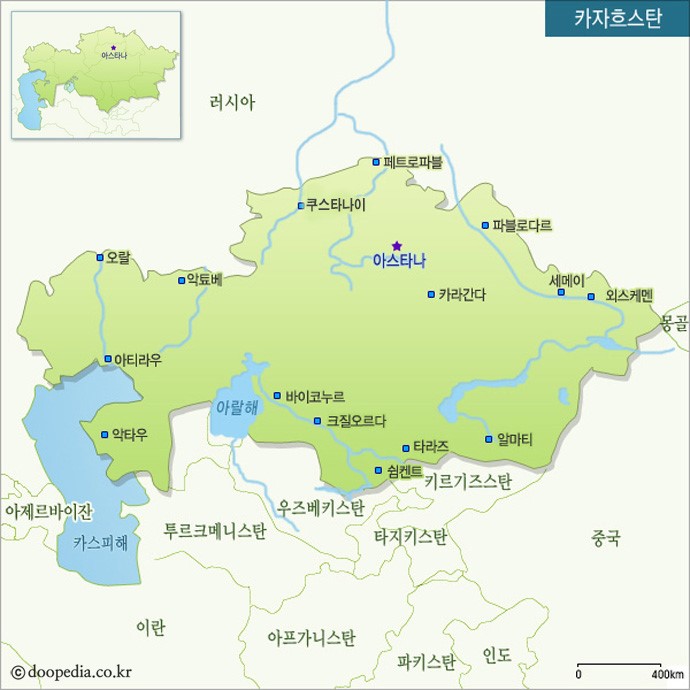 카자흐스탄
아스타나
러시아
페트로파블
쿠스타나이
파블로다르
아스타나
오랄
악툐베
세메이
외스케멘
카라간다
몽골
아티라우
바이코누르
아랄해
크질오르다
악타우
타라즈
알마티
쉼켄트
키르기즈스탄
우즈베키스탄
아제르바이잔
투르크메니스탄
타지키스탄
중국
카스피해
이란
아프가니스탄
파키스탄
인도
ⓒdoopedia.co.kr
0 400km